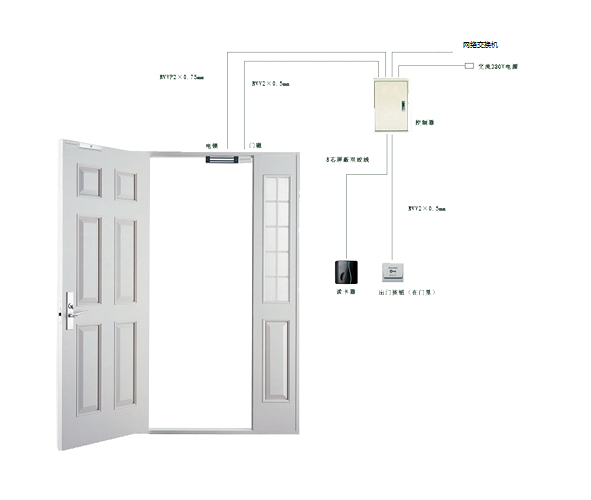 网络交换机
交流220V电源
RVVP2×0.75mm
RVV2×0.5mm
控制器
电锁
门磁
8芯屏蔽双绞线
RVV2×0.5mm
读卡器
出门按钮（在门里）